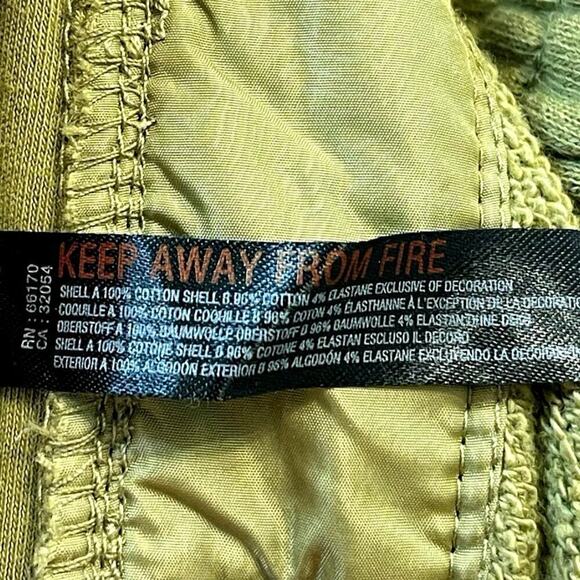 RN : 66170
CA : 32054
KEEP AWAY FROM FIRE
SHELL A 100% COTTON SHELL B 96% COTTON 4% ELASTANE EXCLUSIVE OF DECORATION
COQUILLE A 100% COTON COQUILLE B 96% COTON 4% ÉLASTHANNE À L'EXCEPTION DE LA DÉCORATIO
OBERSTOFF A 100% BAUMWOLLE OBERSTOFF B 96% BAUMWOLLE 4% ELASTAN OHNE DEKO
SHELL A 100% COTONE SHELL B 96% COTONE 4% ELASTAN ESCLUSO IL DECORO
EXTERIOR A 100% ALGODÓN EXTERIOR B 96% ALGODÓN 4% ELASTANE EXCLUYENDO LA DECORACIÓN